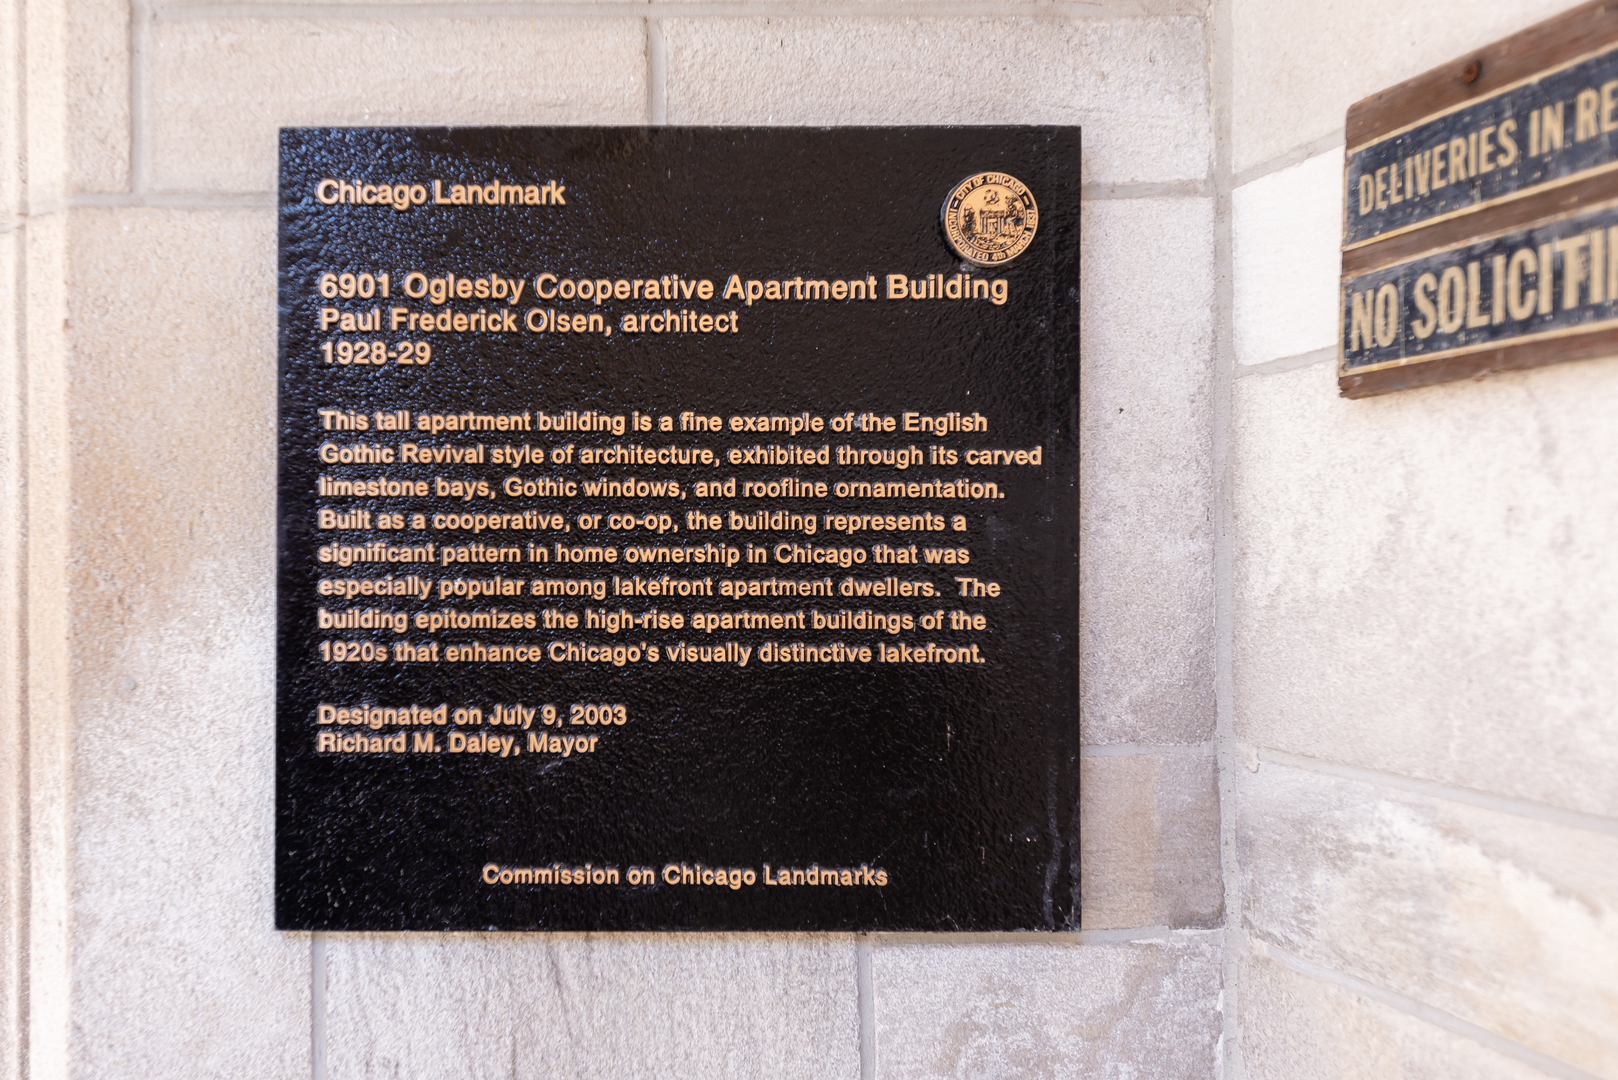 Chicago Landmark
CITY OF CHICAGO
INCORPORATED 4th MARCH 1837
6901 Oglesby Cooperative Apartment Building
Paul Frederick Olsen, architect
1928-29
This tall apartment building is a fine example of the English
Gothic Revival style of architecture, exhibited through its carved
limestone bays, Gothic windows, and roofline ornamentation.
Built as a cooperative, or co-op, the building represents a
significant pattern in home ownership in Chicago that was
especially popular among lakefront apartment dwellers. The
building epitomizes the high-rise apartment buildings of the
1920s that enhance Chicago's visually distinctive lakefront.
Designated on July 9, 2003
Richard M. Daley, Mayor
Commission on Chicago Landmarks
DELIVERIES IN RE
NO SOLICITI